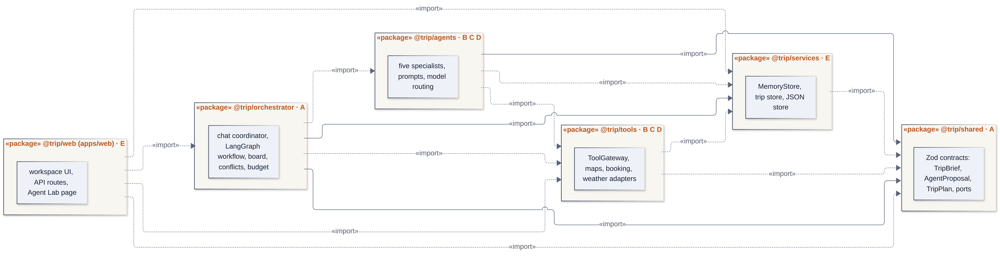 «import»
«package» @trip/agents · B C D
five specialists,
prompts, model
routing
«import»
«import»
«import»
«import»
«package» @trip/services · E
MemoryStore,
trip store, JSON
store
«import»
«package» @trip/orchestrator · A
chat coordinator,
LangGraph
workflow, board,
conflicts, budget
«import»
«import»
«package» @trip/tools · B C D
ToolGateway,
maps, booking,
weather adapters
«import»
«import»
«package» @trip/shared · A
Zod contracts:
TripBrief,
AgentProposal,
TripPlan, ports
«package» @trip/web (apps/web) · E
workspace UI,
API routes,
Agent Lab page
«import»
«import»
«import»
«import»